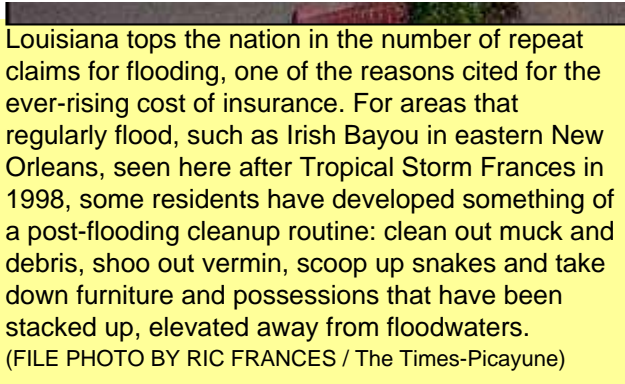 Louisiana tops the nation in the number of repeat
claims for flooding, one of the reasons cited for the
ever-rising cost of insurance. For areas that
regularly flood, such as Irish Bayou in eastern New
Orleans, seen here after Tropical Storm Frances in
1998, some residents have developed something of
a post-flooding cleanup routine: clean out muck and
debris, shoo out vermin, scoop up snakes and take
down furniture and possessions that have been
stacked up, elevated away from floodwaters.
(FILE PHOTO BY RIC FRANCES / The Times-Picayune)